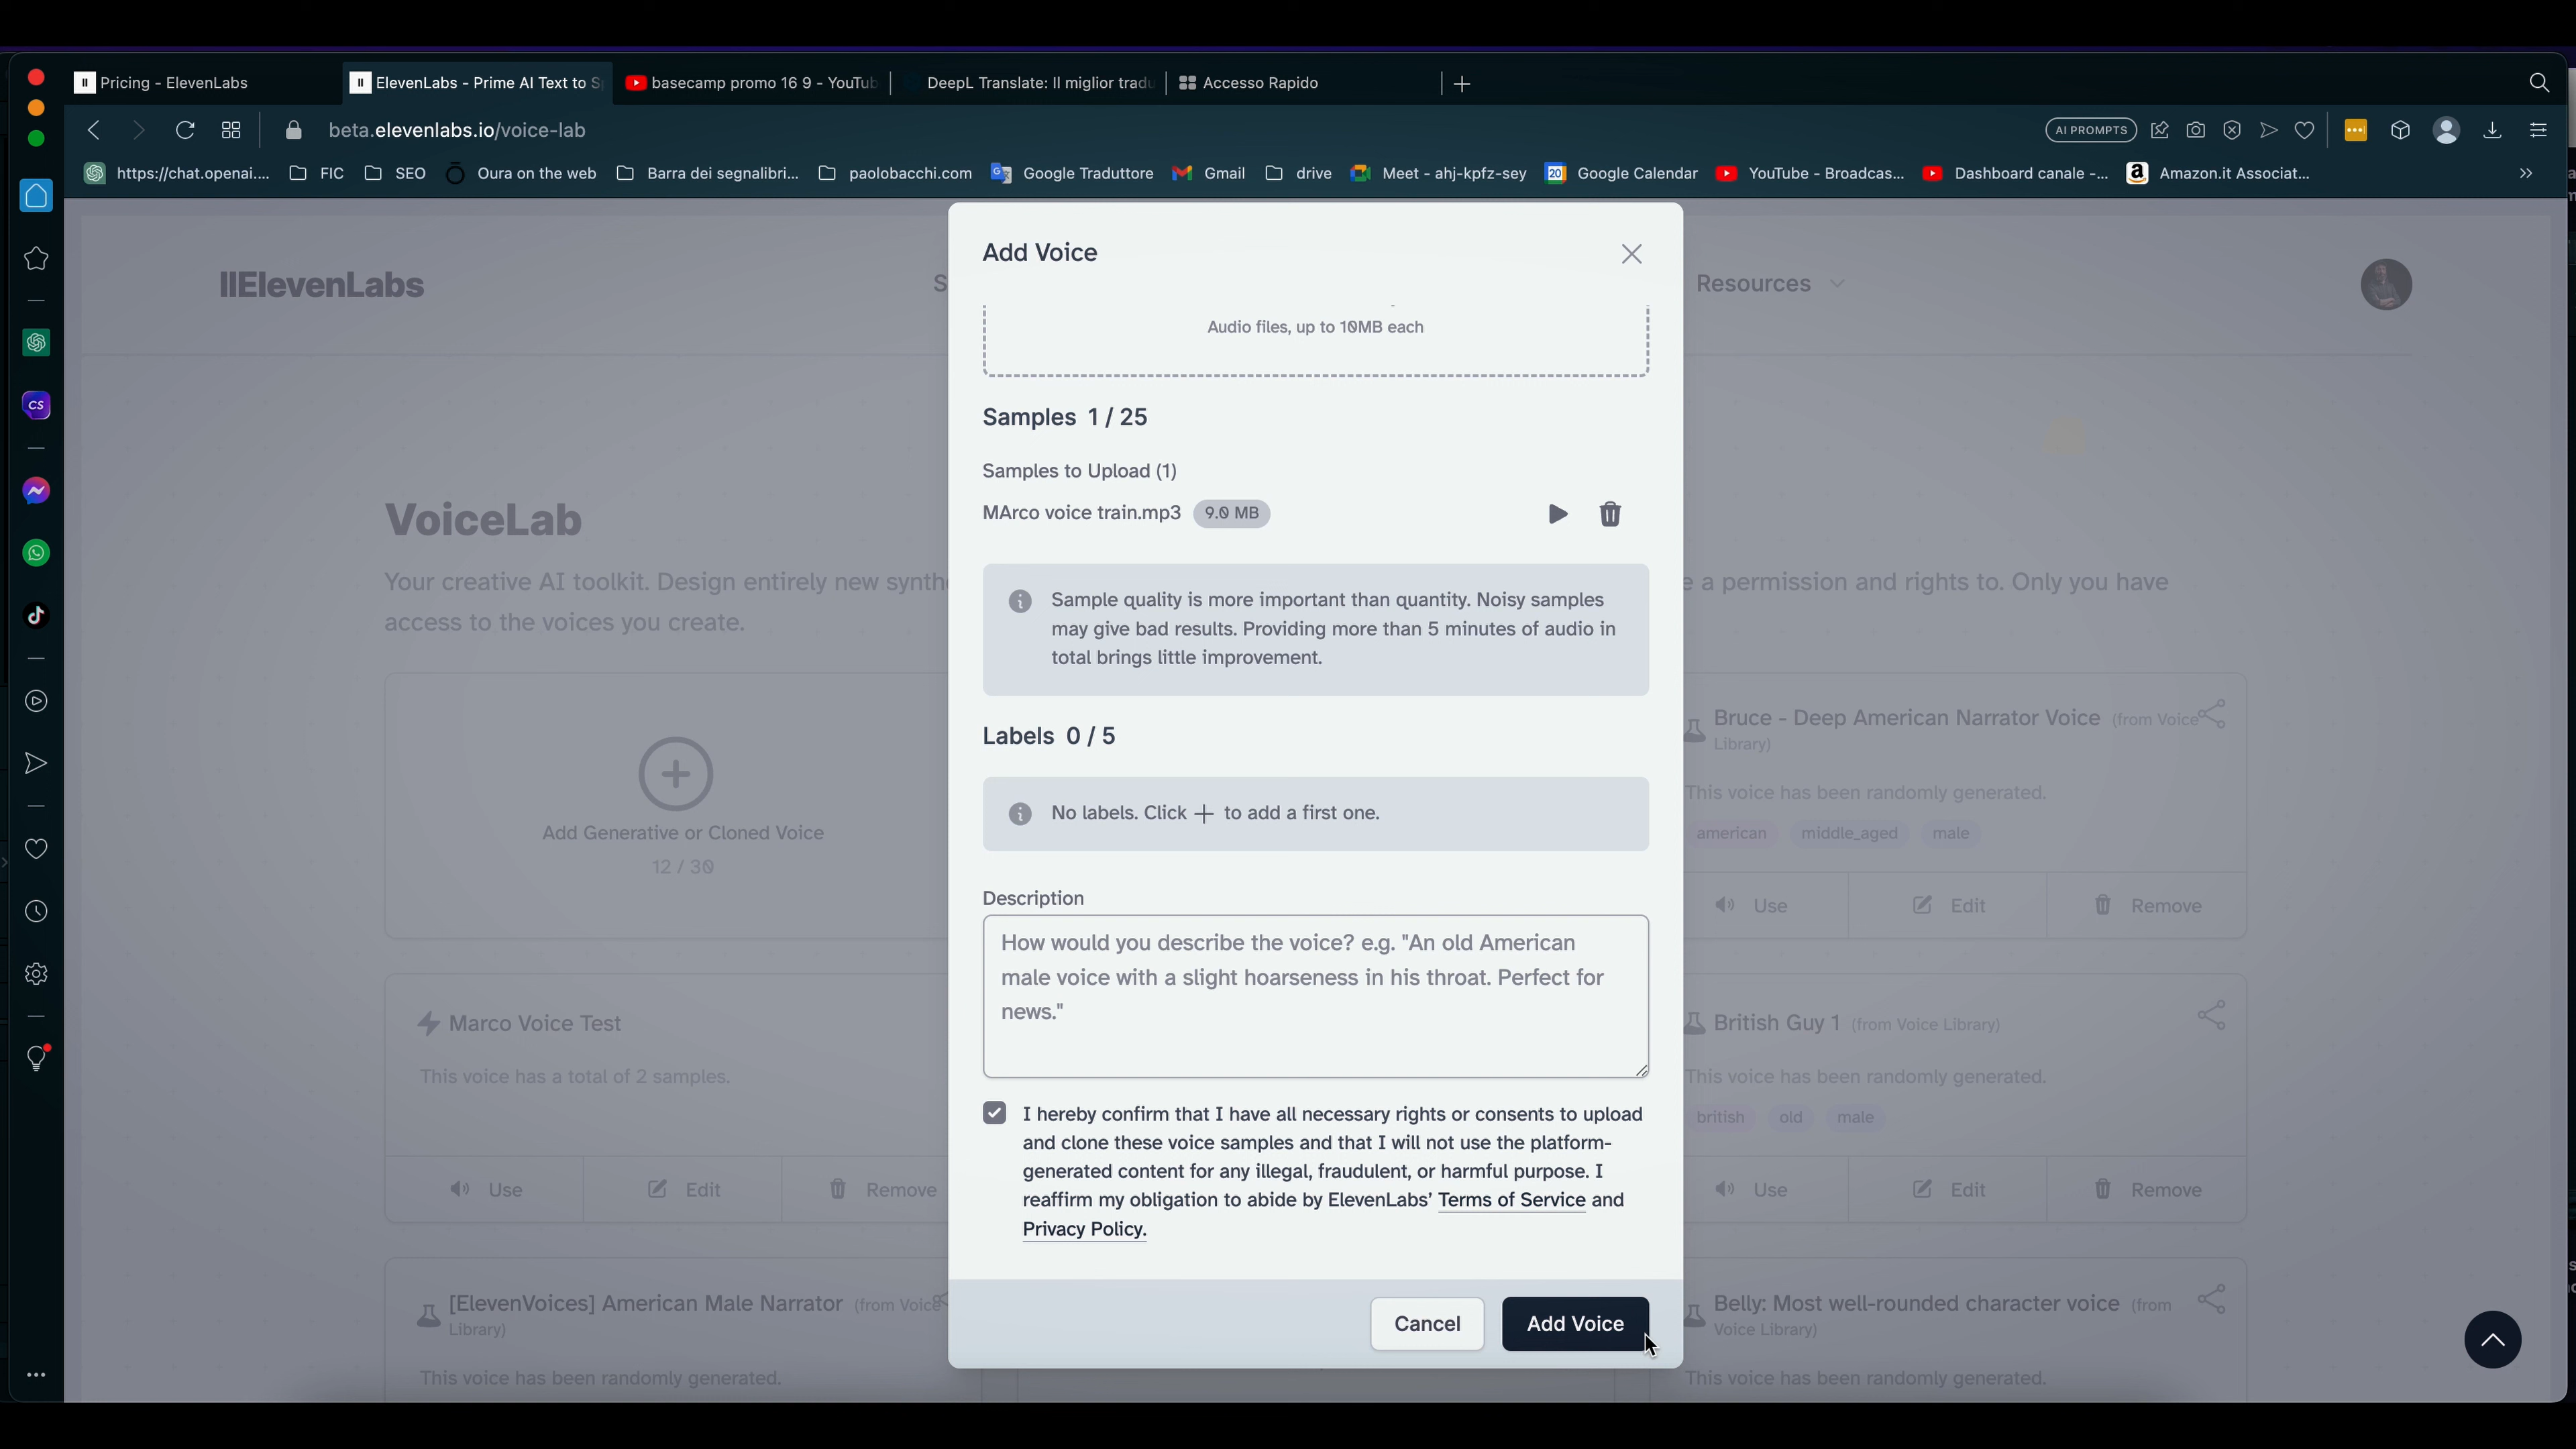 Pricing - ElevenLabs
ElevenLabs - Prime AI Text to S
basecamp promo 16 9 - YouTub
DeepL Translate: Il miglior tradu
Accesso Rapido
beta.elevenlabs.io/voice-lab
AI PROMPTS
https://chat.openai....
FIC
SEO
Oura on the web
Barra dei segnalibri...
paolobacchi.com
Google Traduttore
Gmail
drive
Meet - ahj-kpfz-sey
20
Google Calendar
YouTube - Broadcas...
Dashboard canale -...
Amazon.it Associat...
CS
IIElevenLabs
S
Resources
VoiceLab
Your creative AI toolkit. Design entirely new synth
e a permission and rights to. Only you have
access to the voices you create.
Add Generative or Cloned Voice
12 / 30
Marco Voice Test
This voice has a total of 2 samples.
Use
Edit
Remove
[ElevenVoices] American Male Narrator (from Voice
Library)
This voice has been randomly generated.
Add Voice
Audio files, up to 10MB each
Samples 1 / 25
Samples to Upload (1)
MArco voice train.mp3 9.0 MB
Sample quality is more important than quantity. Noisy samples
may give bad results. Providing more than 5 minutes of audio in
total brings little improvement.
Labels 0 / 5
No labels. Click + to add a first one.
Description
How would you describe the voice? e.g. "An old American
male voice with a slight hoarseness in his throat. Perfect for
news."
I hereby confirm that I have all necessary rights or consents to upload
and clone these voice samples and that I will not use the platform-
generated content for any illegal, fraudulent, or harmful purpose. I
reaffirm my obligation to abide by ElevenLabs' Terms of Service and
Privacy Policy.
Cancel
Add Voice
Bruce - Deep American Narrator Voice (from Voice
Library)
This voice has been randomly generated.
american
middle_aged
male
Use
Edit
Remove
British Guy 1 (from Voice Library)
This voice has been randomly generated.
british
old
male
Use
Edit
Remove
Belly: Most well-rounded character voice (from
Voice Library)
This voice has been randomly generated.